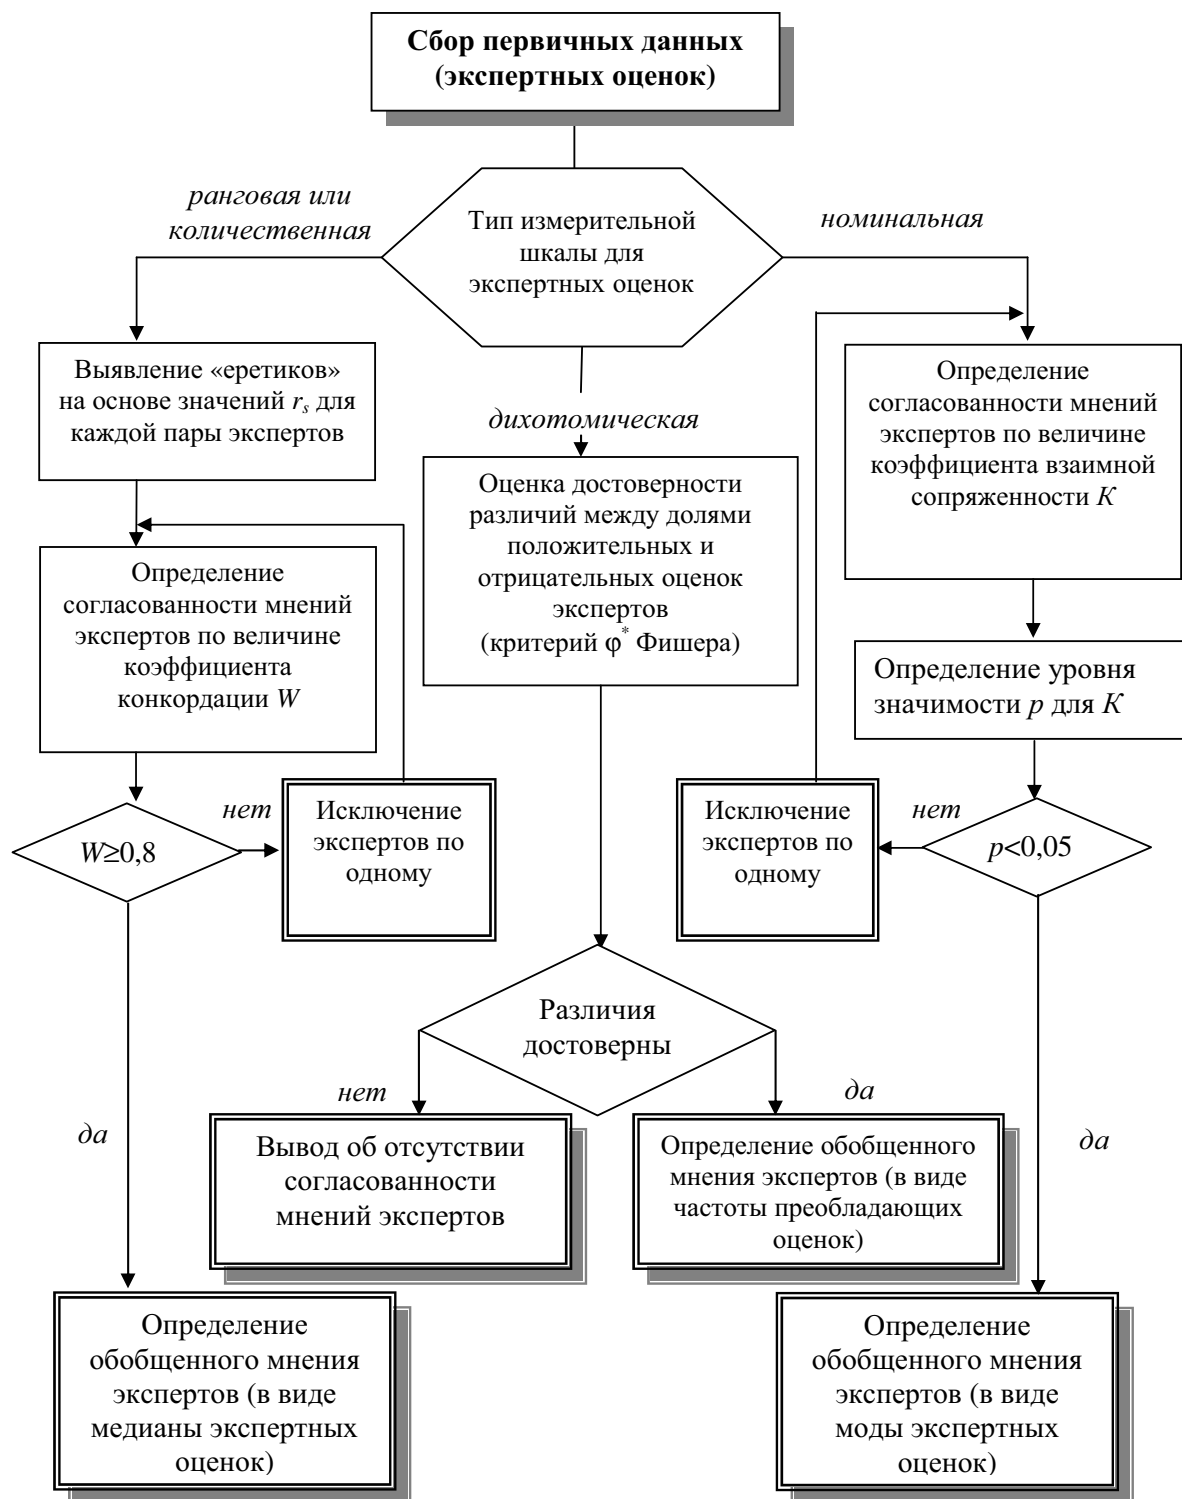 Сбор первичных данных
(экспертных оценок)
ранговая или
количественная
Тип измерительной
шкалы для
экспертных оценок
номинальная
Выявление «еретиков»
на основе значений rs для
каждой пары экспертов
дихотомическая
Определение
согласованности мнений
экспертов по величине
коэффициента взаимной
сопряженности К
Оценка достоверности
различий между долями
положительных и
отрицательных оценок
экспертов
(критерий φ* Фишера)
Определение
согласованности мнений
экспертов по величине
коэффициента
конкордации W
Определение уровня
значимости p для К
нет
Исключение
экспертов по
одному
W≥0,8
Исключение
экспертов по
одному
нет
p<0,05
Различия
достоверны
нет
да
да
Вывод об отсутствии
согласованности
мнений экспертов
Определение обобщенного
мнения экспертов (в виде
частоты преобладающих
оценок)
да
Определение
обобщенного мнения
экспертов (в виде
медианы экспертных
оценок)
Определение
обобщенного мнения
экспертов (в виде
моды экспертных
оценок)